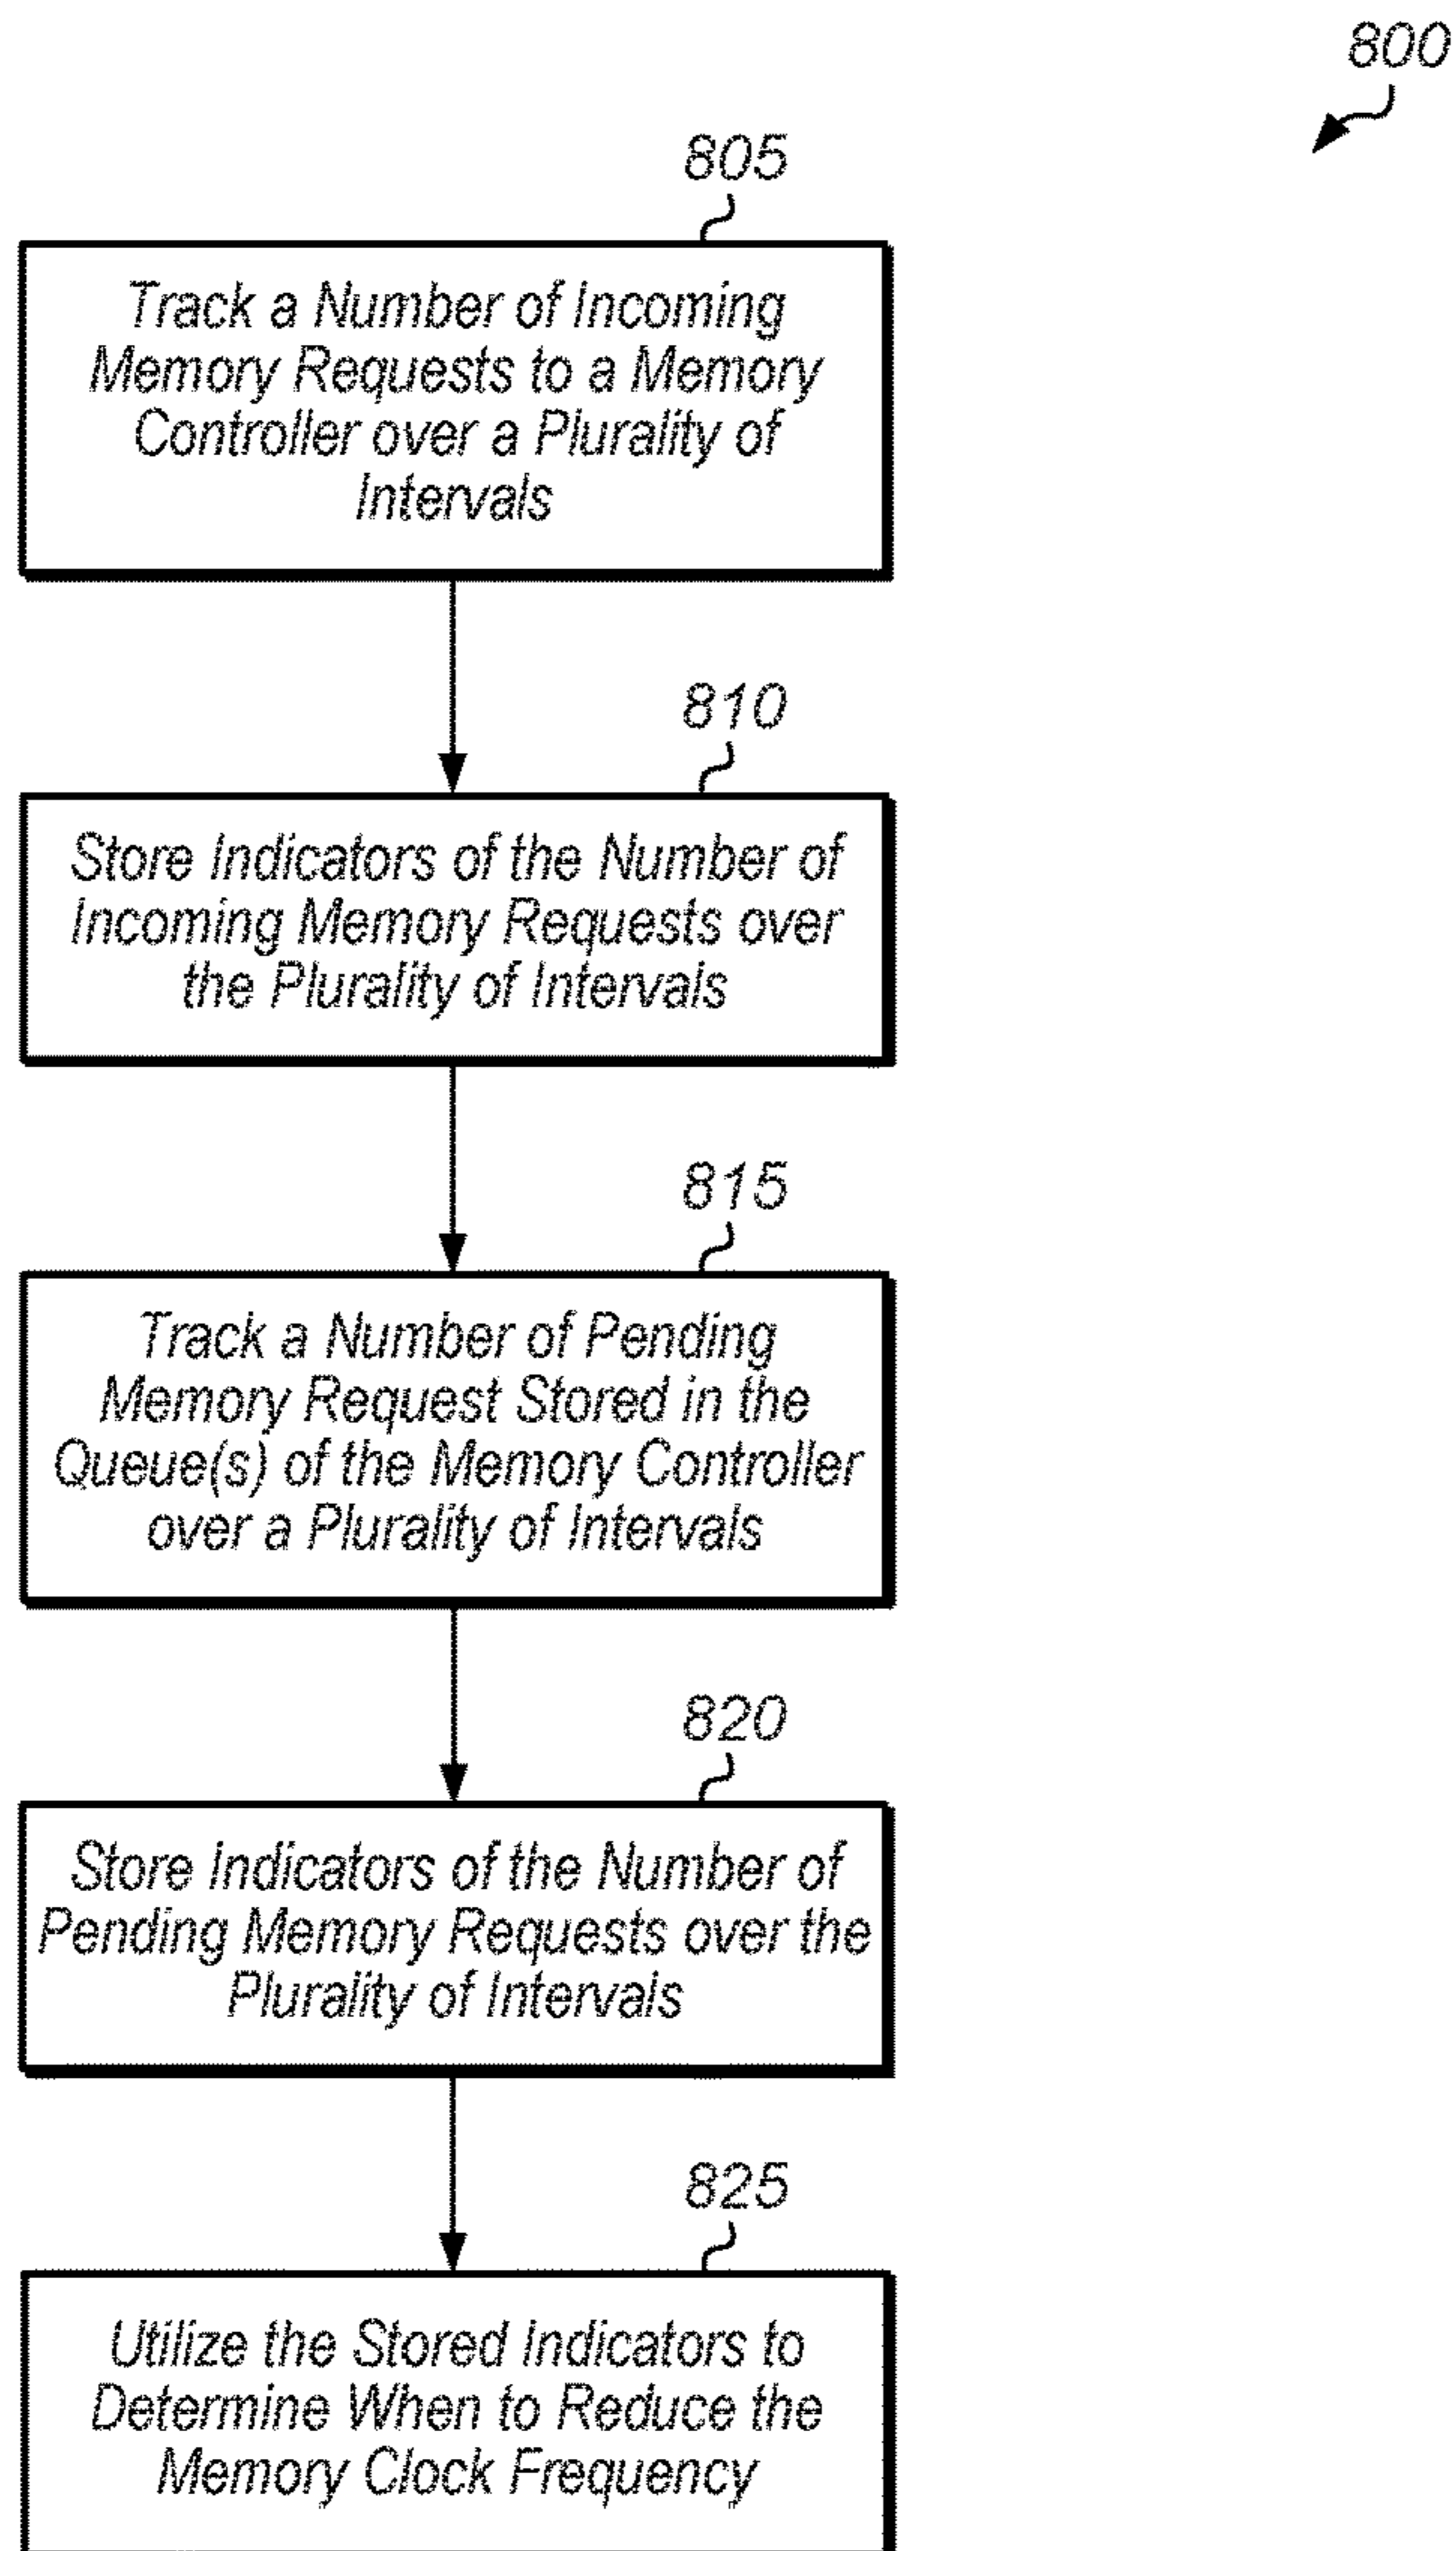 800
805
Track a Number of Incoming
Memory Requests to a Memory
Controller over a Plurality of
Intervals
810
Store Indicators of the Number of
Incoming Memory Requests over
the Plurality of Intervals
815
Track a Number of Pending
Memory Request Stored in the
Queue(s) of the Memory Controller
over a Plurality of Intervals
820
Store Indicators of the Number of
Pending Memory Requests over the
Plurality of Intervals
825
Utilize the Stored Indicators to
Determine When to Reduce the
Memory Clock Frequency